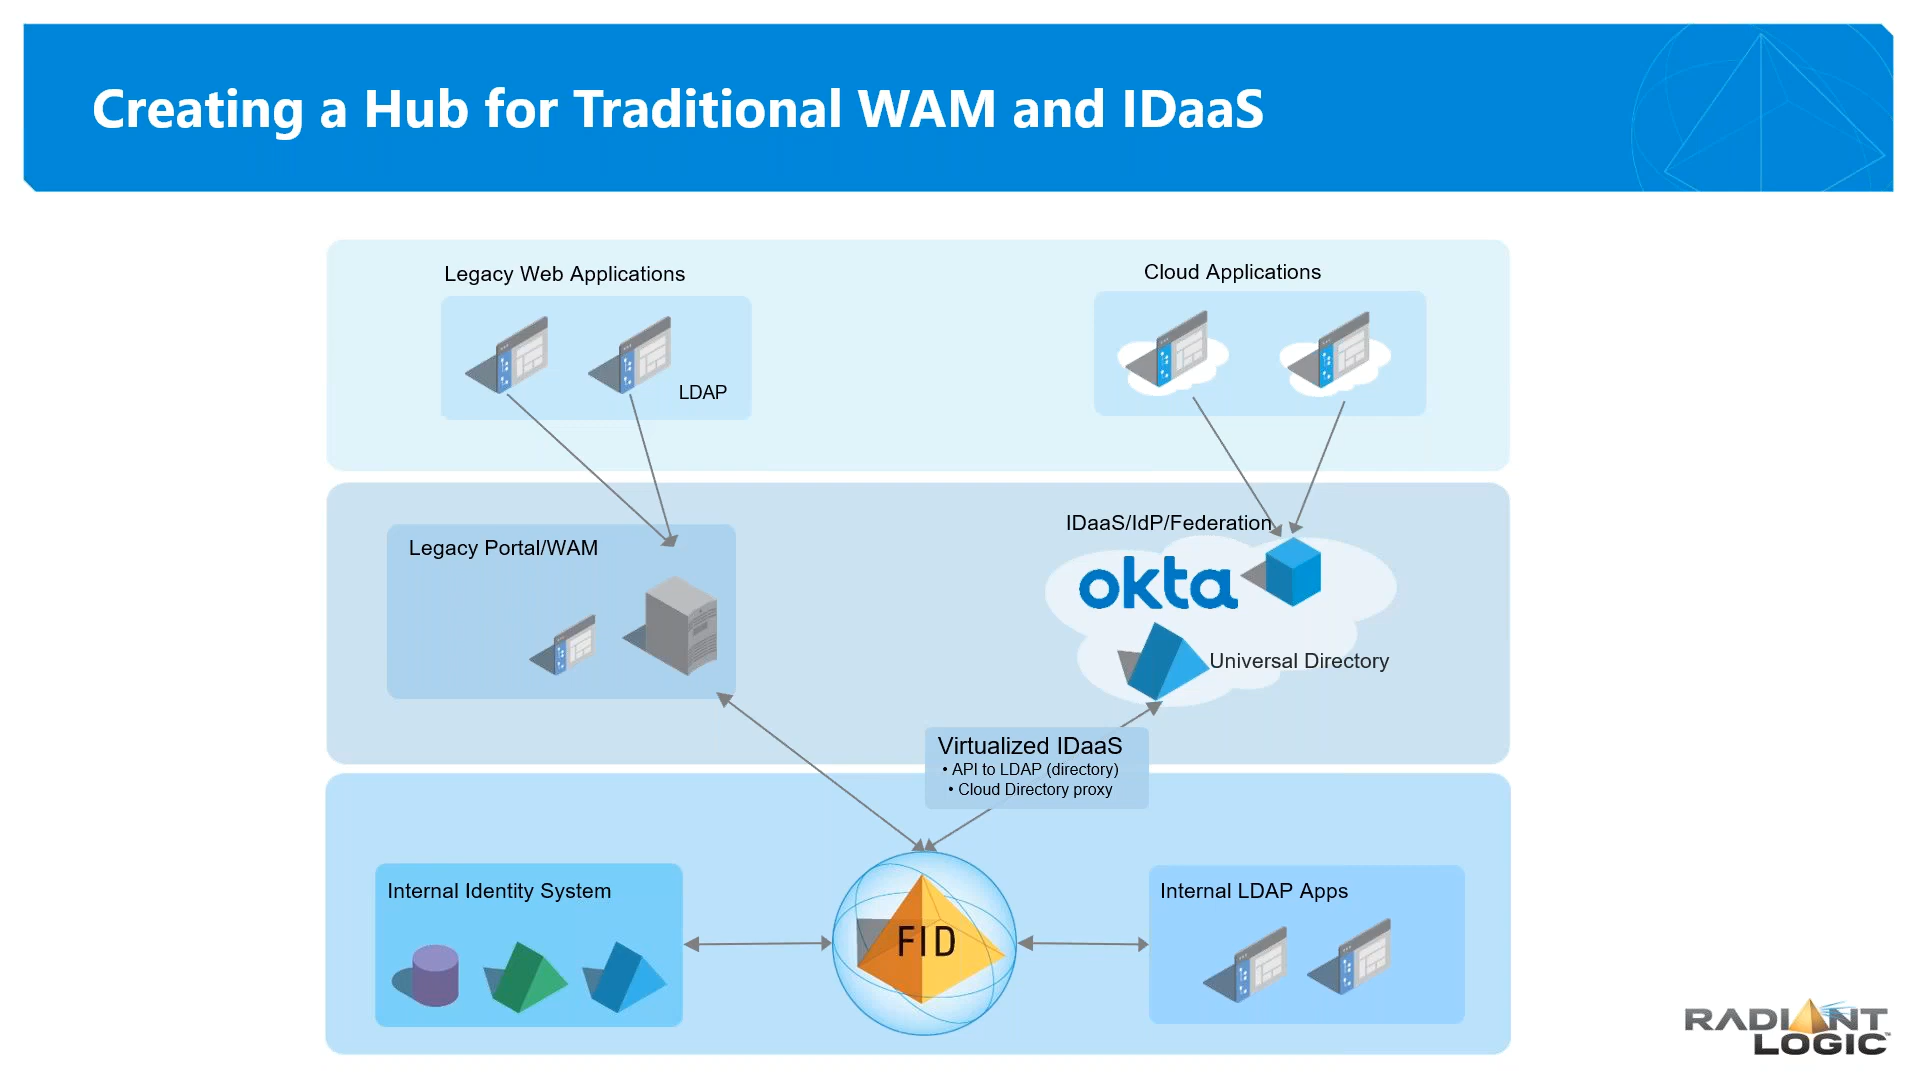 Creating a Hub for Traditional WAM and IDaaS
Legacy Web Applications
LDAP
Cloud Applications
Legacy Portal/WAM
IDaaS/IdP/Federation
okta
Universal Directory
Virtualized IDaaS
• API to LDAP (directory)
• Cloud Directory proxy
Internal Identity System
FID
Internal LDAP Apps
RADIANT
LOGIC™